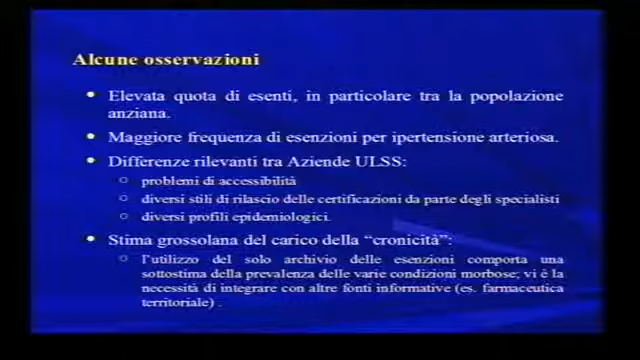 Alcune osservazioni
Elevata quota di esenti, in particolare tra la popolazione
anziana.
Maggiore frequenza di esenzioni per ipertensione arteriosa.
Differenze rilevanti tra Aziende ULSS:
problemi di accessibilità
diversi stili di rilascio delle certificazioni da parte degli specialisti
diversi profili epidemiologici.
Stima grossolana del carico della “cronicità”:
l’utilizzo del solo archivio delle esenzioni comporta una
sottostima della prevalenza delle varie condizioni morbose; vi è la
necessità di integrare con altre fonti informative (es. farmaceutica
territoriale) .